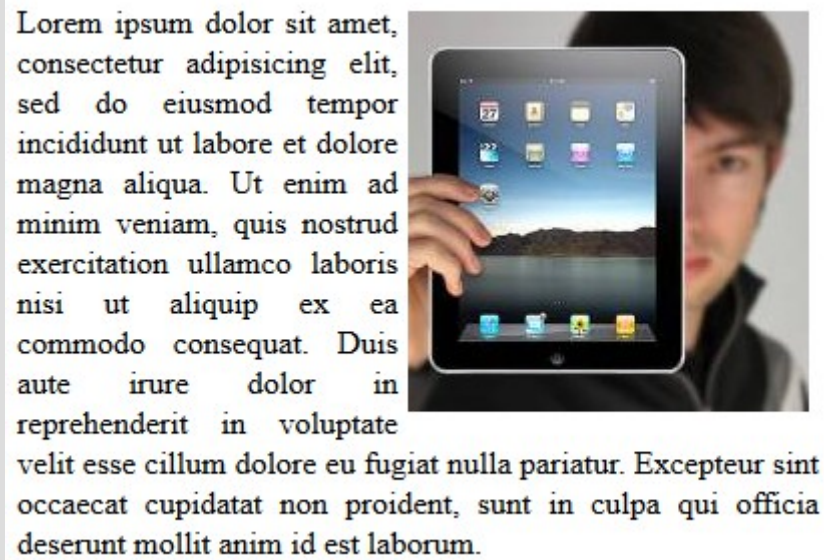 Lorem ipsum dolor sit amet,
consectetur adipisicing elit,
sed do eiusmod tempor
incididunt ut labore et dolore
magna aliqua. Ut enim ad
minim veniam, quis nostrud
exercitation ullamco laboris
nisi ut aliquip ex ea
commodo consequat. Duis
aute irure dolor in
reprehenderit in voluptate
velit esse cillum dolore eu fugiat nulla pariatur. Excepteur sint
occaecat cupidatat non proident, sunt in culpa qui officia
deserunt mollit anim id est laborum.
27